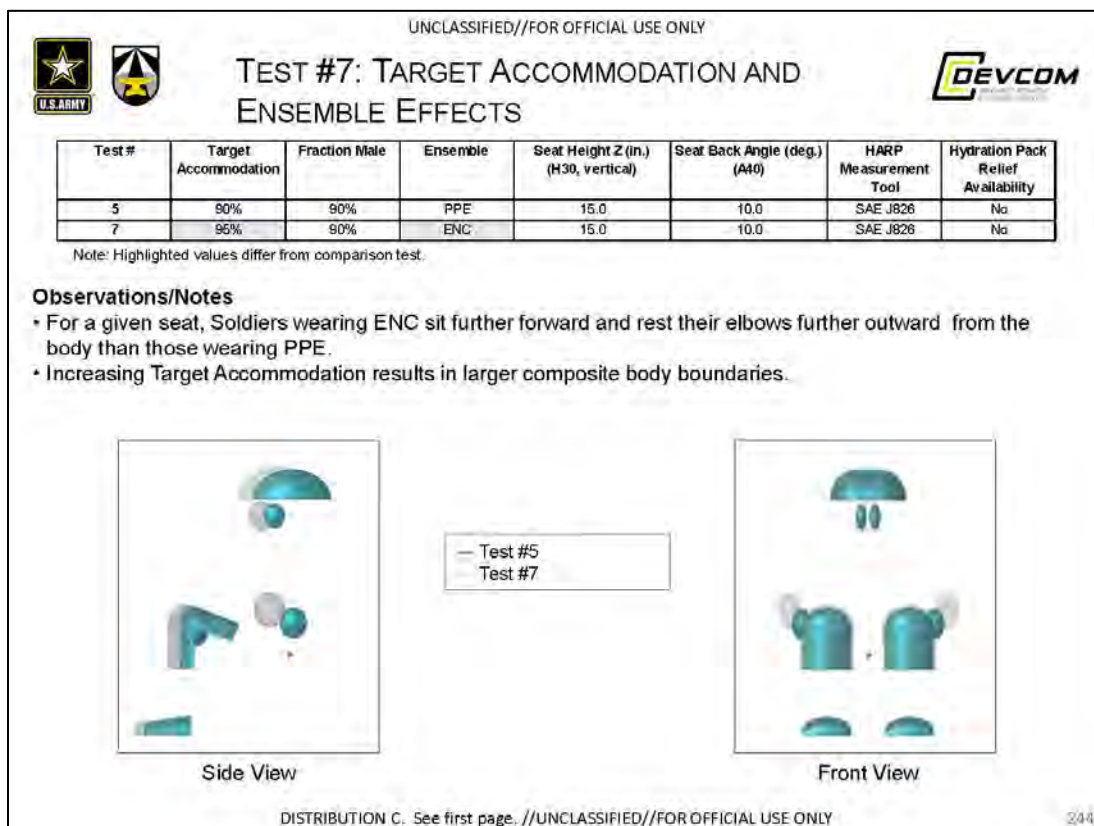 UNCLASSIFIED//FOR OFFICIAL USE ONLY
U.S.ARMY
TEST #7: TARGET ACCOMMODATION AND
ENSEMBLE EFFECTS
DEVCOM
Test # Target Accommodation Fraction Male Ensemble Seat Height Z (in.) (H30, vertical) Seat Back Angle (deg.) (A40) HARP Measurement Tool Hydration Pack Relief Availability
5 90% 90% PPE 15.0 10.0 SAE J826 No
7 95% 90% ENC 15.0 10.0 SAE J826 No
Note: Highlighted values differ from comparison test.
Observations/Notes
• For a given seat, Soldiers wearing ENC sit further forward and rest their elbows further outward from the
body than those wearing PPE.
• Increasing Target Accommodation results in larger composite body boundaries.
Test #5
Test #7
Side View
Front View
DISTRIBUTION C. See first page. //UNCLASSIFIED//FOR OFFICIAL USE ONLY
244